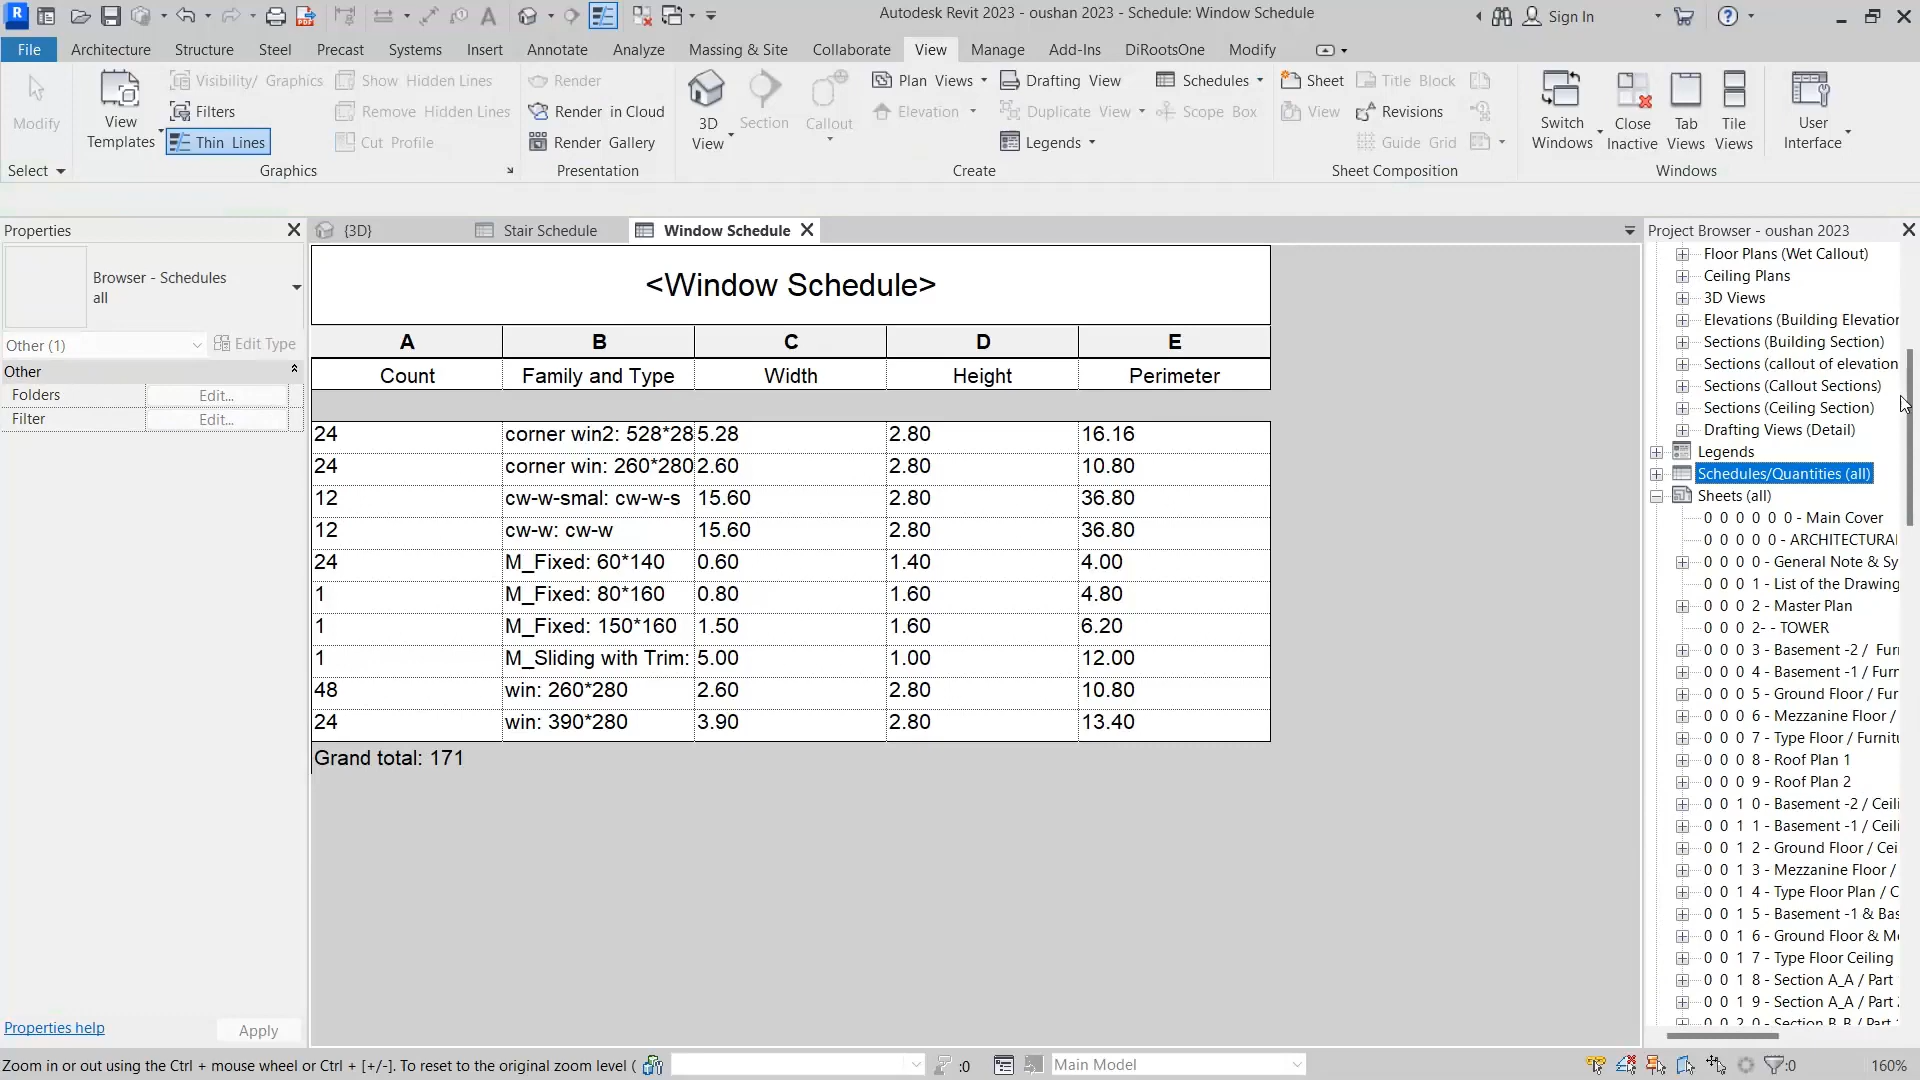 Autodesk Revit 2023 - oushan 2023 - Schedule: Window Schedule
Sign In
File Architecture Structure Steel Precast Systems Insert Annotate Analyze Massing & Site Collaborate View Manage Add-Ins DiRootsOne Modify
Modify
View Templates
Visibility/ Graphics
Filters
Thin Lines
Show Hidden Lines
Remove Hidden Lines
Cut Profile
Render
Render in Cloud
Render Gallery
3D View
Section
Callout
Plan Views
Elevation
Drafting View
Duplicate View
Legends
Schedules
Scope Box
Sheet
View
Title Block
Revisions
Guide Grid
Switch Windows
Close Inactive
Tab Views
Tile Views
User Interface
Select Graphics Presentation Create Sheet Composition Windows
Properties
Browser - Schedules
all
Other (1)
Edit Type
Other
Folders Edit...
Filter Edit...
Properties help
Apply
{3D} Stair Schedule Window Schedule
<Window Schedule>
A B C D E
Count Family and Type Width Height Perimeter
24 corner win2: 528*28 5.28 2.80 16.16
24 corner win: 260*280 2.60 2.80 10.80
12 cw-w-smal: cw-w-s 15.60 2.80 36.80
12 cw-w: cw-w 15.60 2.80 36.80
24 M_Fixed: 60*140 0.60 1.40 4.00
1 M_Fixed: 80*160 0.80 1.60 4.80
1 M_Fixed: 150*160 1.50 1.60 6.20
1 M_Sliding with Trim: 5.00 1.00 12.00
48 win: 260*280 2.60 2.80 10.80
24 win: 390*280 3.90 2.80 13.40
Grand total: 171
Project Browser - oushan 2023
Floor Plans (Wet Callout)
Ceiling Plans
3D Views
Elevations (Building Elevation
Sections (Building Section)
Sections (callout of elevation
Sections (Callout Sections)
Sections (Ceiling Section)
Drafting Views (Detail)
Legends
Schedules/Quantities (all)
Sheets (all)
0 0 0 0 0 0 - Main Cover
0 0 0 0 0 - ARCHITECTURAL
0 0 0 0 - General Note & Sy
0 0 0 1 - List of the Drawing
0 0 0 2 - Master Plan
0 0 0 2- - TOWER
0 0 0 3 - Basement -2 / Furn
0 0 0 4 - Basement -1 / Furn
0 0 0 5 - Ground Floor / Fur
0 0 0 6 - Mezzanine Floor /
0 0 0 7 - Type Floor / Furnitu
0 0 0 8 - Roof Plan 1
0 0 0 9 - Roof Plan 2
0 0 1 0 - Basement -2 / Ceili
0 0 1 1 - Basement -1 / Ceili
0 0 1 2 - Ground Floor / Cei
0 0 1 3 - Mezzanine Floor /
0 0 1 4 - Type Floor Plan / C
0 0 1 5 - Basement -1 & Bas
0 0 1 6 - Ground Floor & Me
0 0 1 7 - Type Floor Ceiling
0 0 1 8 - Section A_A / Part
0 0 1 9 - Section A_A / Part
0 0 2 0 - Section B_B / Part
Zoom in or out using the Ctrl + mouse wheel or Ctrl + [+/-]. To reset to the original zoom level (
:0
Main Model
:0
160%